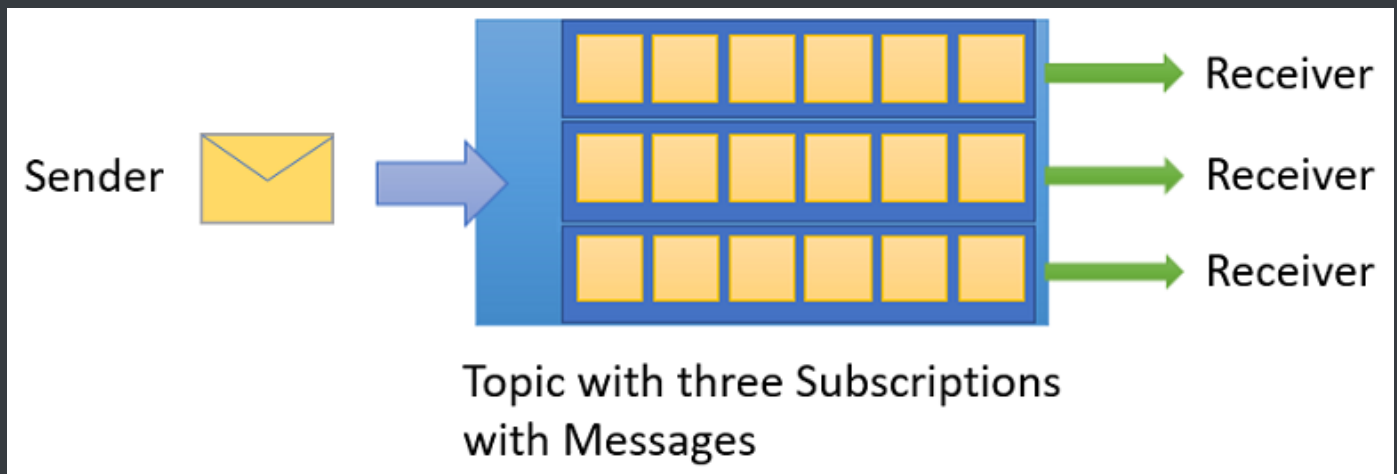 Sender
Receiver
Receiver
Receiver
Topic with three Subscriptions
with Messages